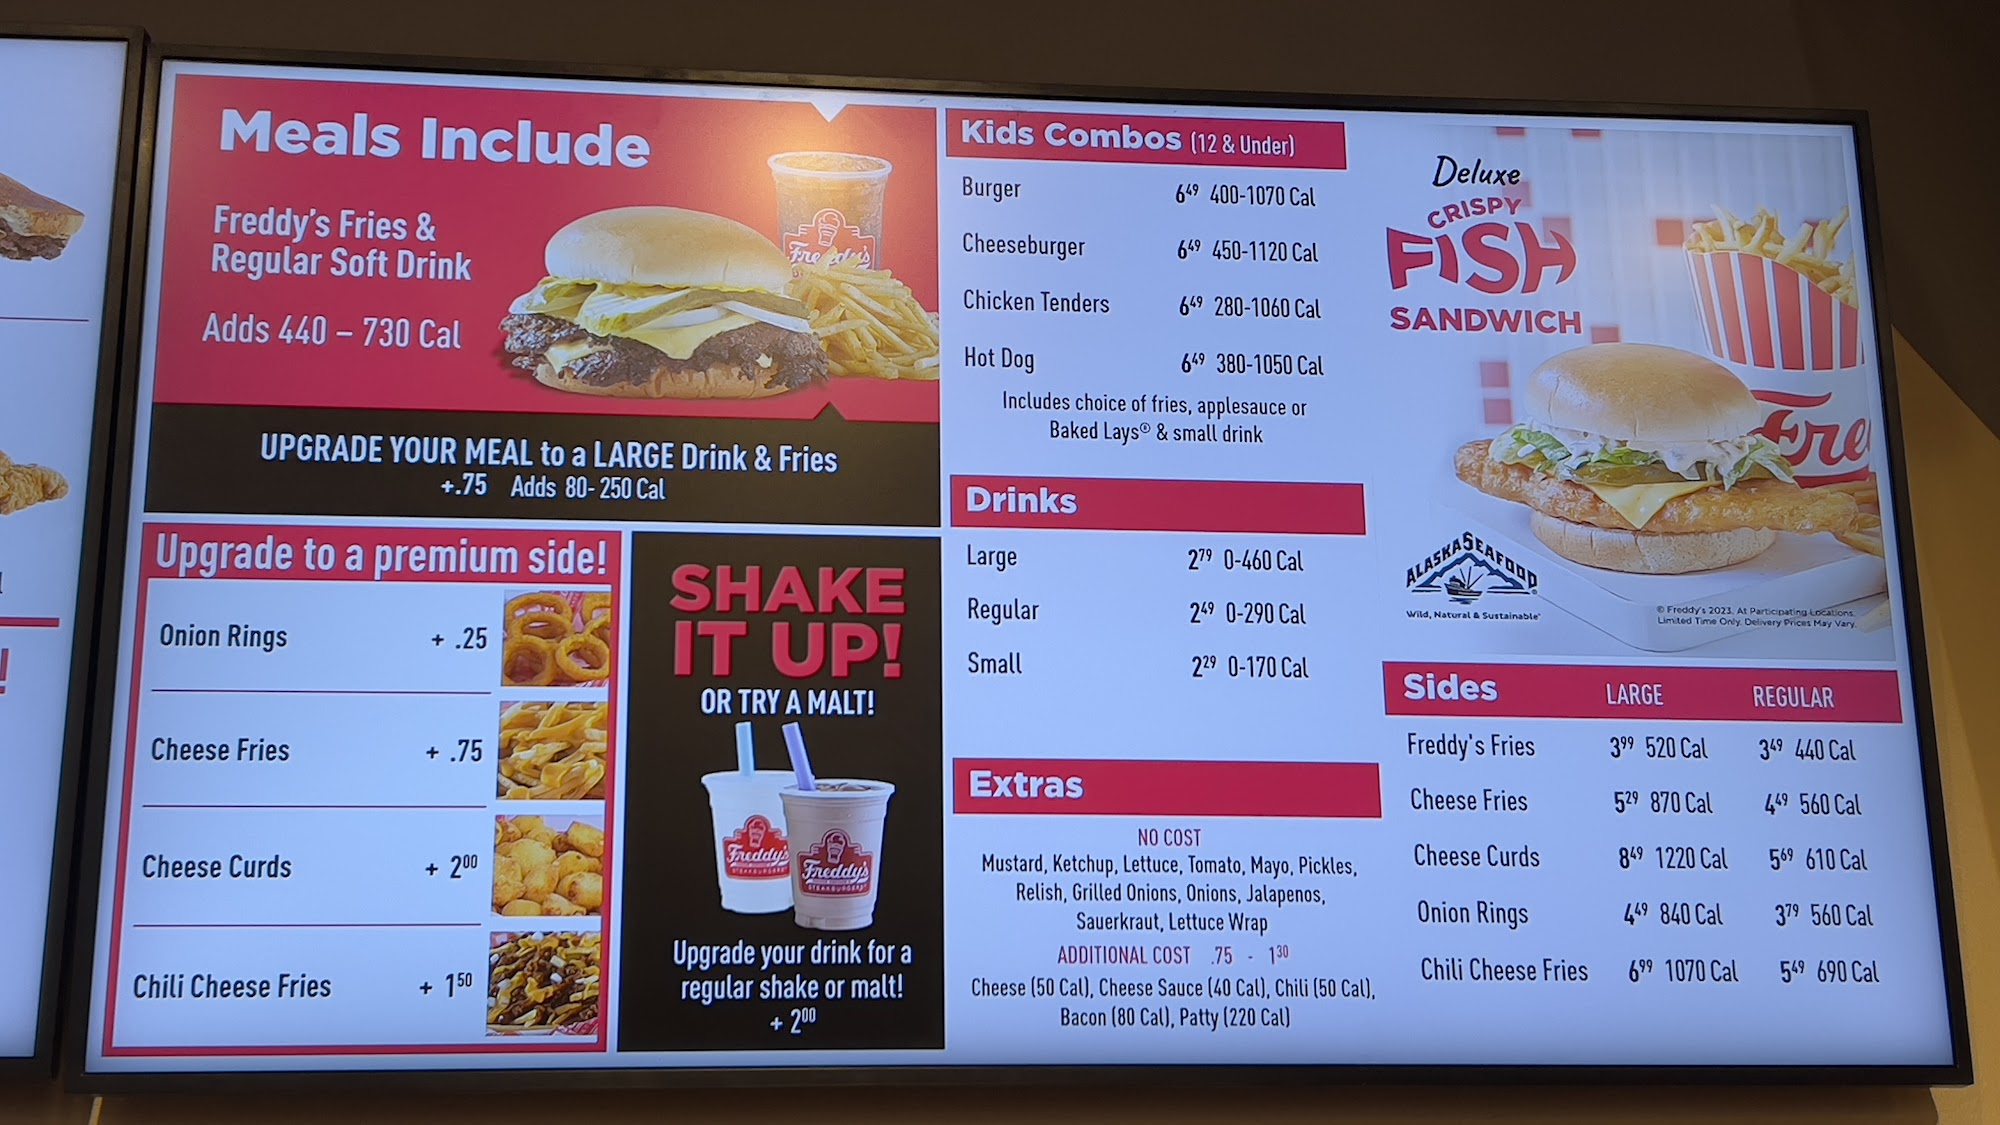 Meals Include
Freddy's Fries &
Regular Soft Drink
Adds 440 – 730 Cal
Freddy's
UPGRADE YOUR MEAL to a LARGE Drink & Fries
+.75 Adds 80-250 Cal
Upgrade to a premium side!
Onion Rings + .25
Cheese Fries + .75
Cheese Curds + 2⁰⁰
Chili Cheese Fries + 1⁵⁰
SHAKE
IT UP!
OR TRY A MALT!
Freddy's
STEAKBURGERS
Freddy's
STEAKBURGERS
Upgrade your drink for a
regular shake or malt!
+ 2⁰⁰
Kids Combos (12 & Under)
Burger 6⁴⁹ 400-1070 Cal
Cheeseburger 6⁴⁹ 450-1120 Cal
Chicken Tenders 6⁴⁹ 280-1060 Cal
Hot Dog 6⁴⁹ 380-1050 Cal
Includes choice of fries, applesauce or
Baked Lays® & small drink
Drinks
Large 2⁷⁹ 0-460 Cal
Regular 2⁴⁹ 0-290 Cal
Small 2²⁹ 0-170 Cal
Extras
NO COST
Mustard, Ketchup, Lettuce, Tomato, Mayo, Pickles,
Relish, Grilled Onions, Onions, Jalapenos,
Sauerkraut, Lettuce Wrap
ADDITIONAL COST .75 - 1³⁰
Cheese (50 Cal), Cheese Sauce (40 Cal), Chili (50 Cal),
Bacon (80 Cal), Patty (220 Cal)
Deluxe
CRISPY
FISH
SANDWICH
Fre
ALASKA SEAFOOD
Wild, Natural & Sustainable®
© Freddy's 2023. At Participating Locations.
Limited Time Only. Delivery Prices May Vary.
Sides LARGE REGULAR
Freddy's Fries 3⁹⁹ 520 Cal 3⁴⁹ 440 Cal
Cheese Fries 5²⁹ 870 Cal 4⁴⁹ 560 Cal
Cheese Curds 8⁴⁹ 1220 Cal 5⁶⁹ 610 Cal
Onion Rings 4⁴⁹ 840 Cal 3⁷⁹ 560 Cal
Chili Cheese Fries 6⁹⁹ 1070 Cal 5⁴⁹ 690 Cal